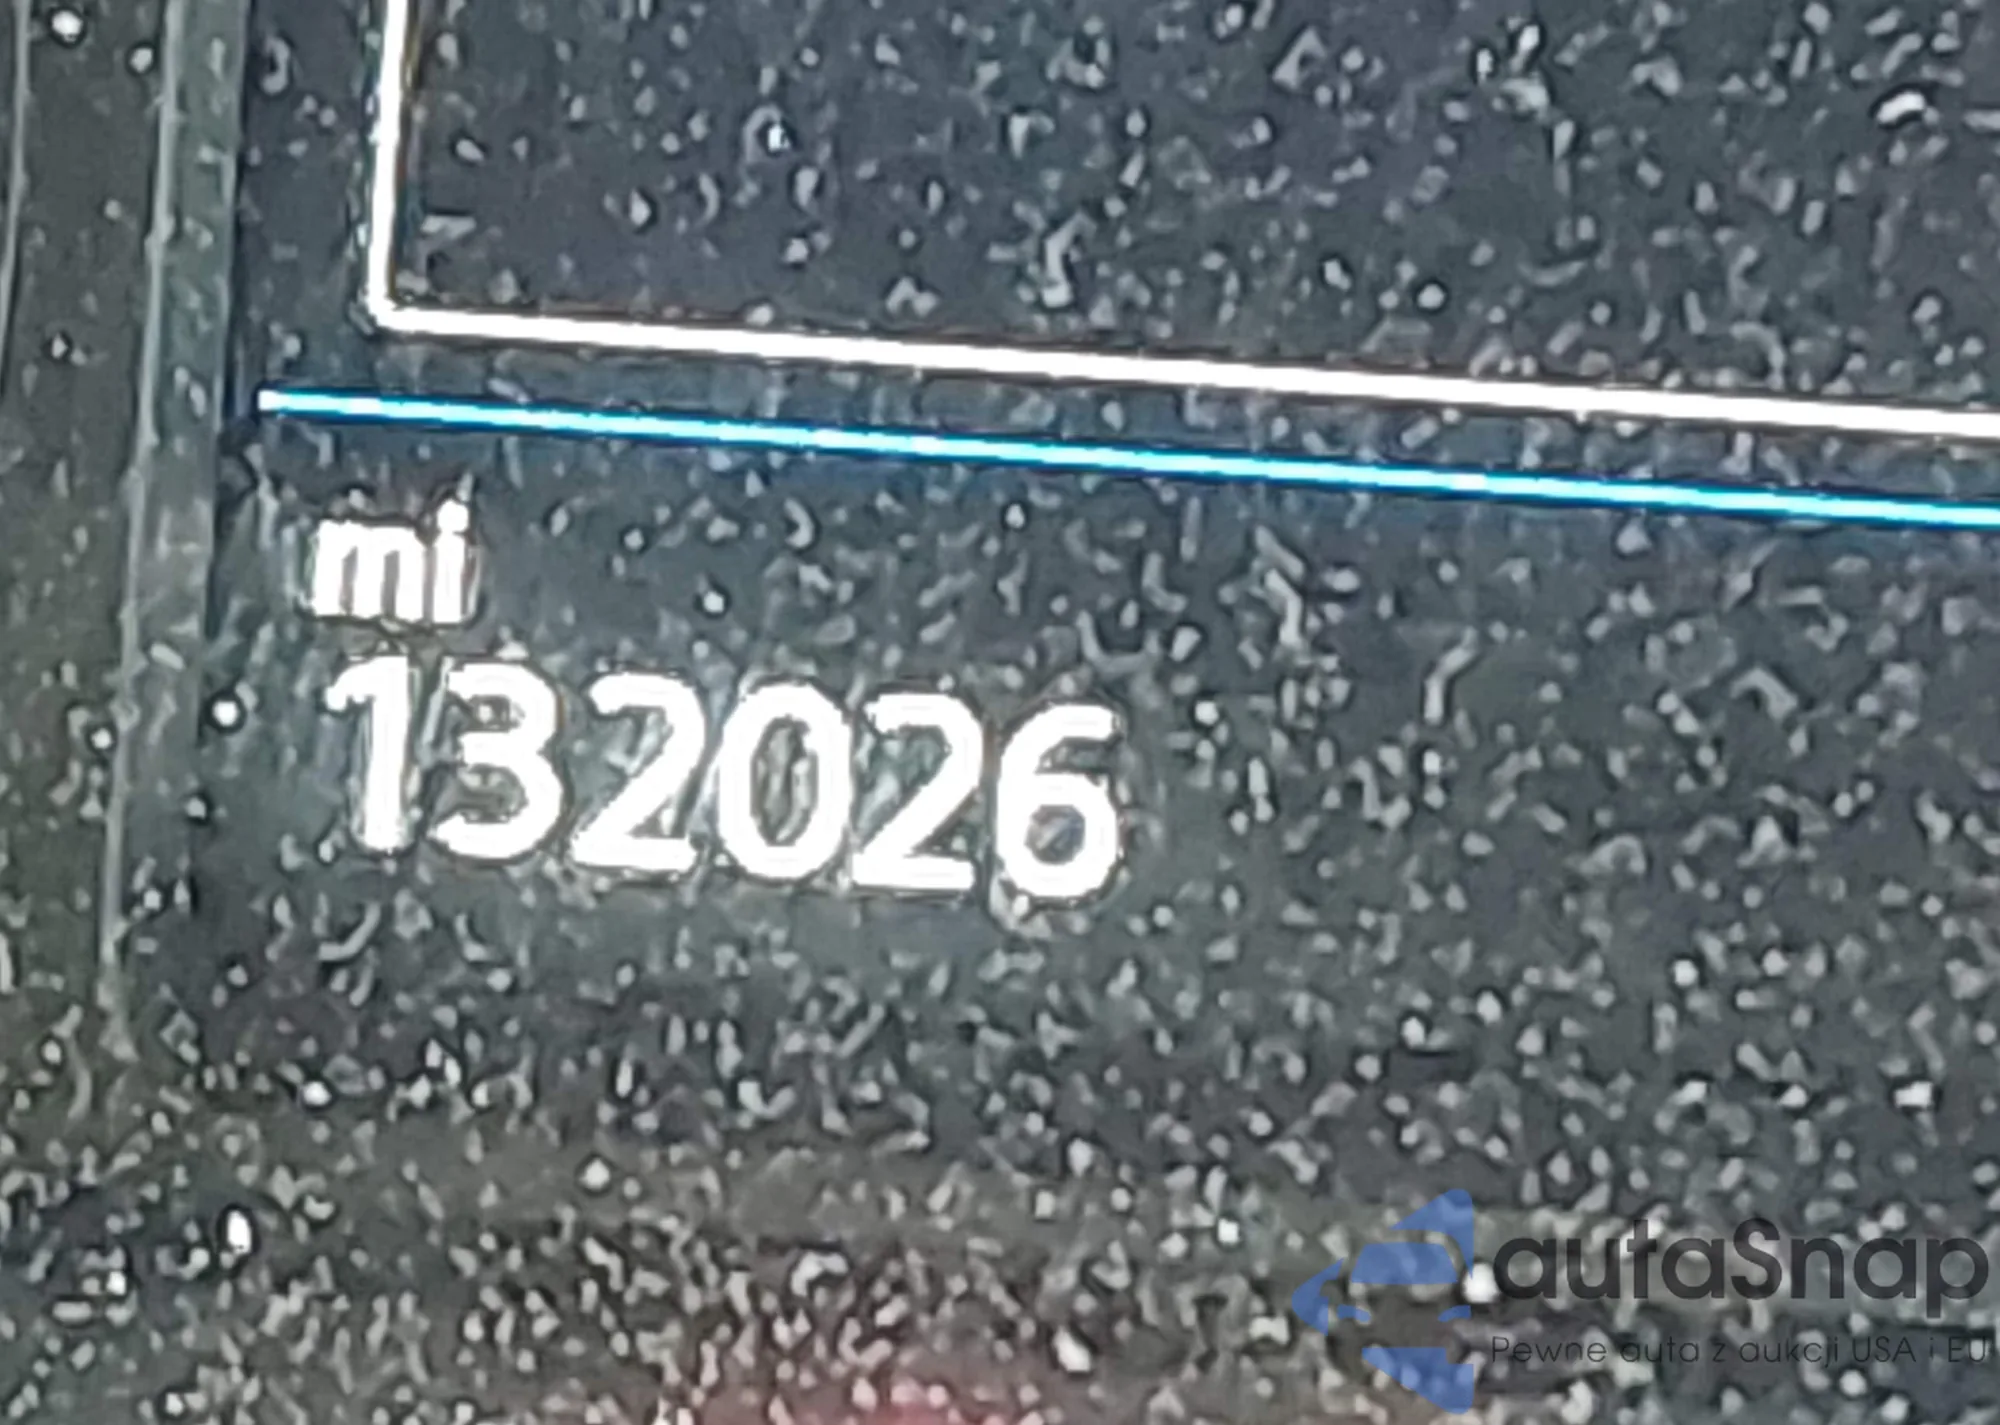 mi
132026
autaSnap
Pewne auta z aukcji USA i EU